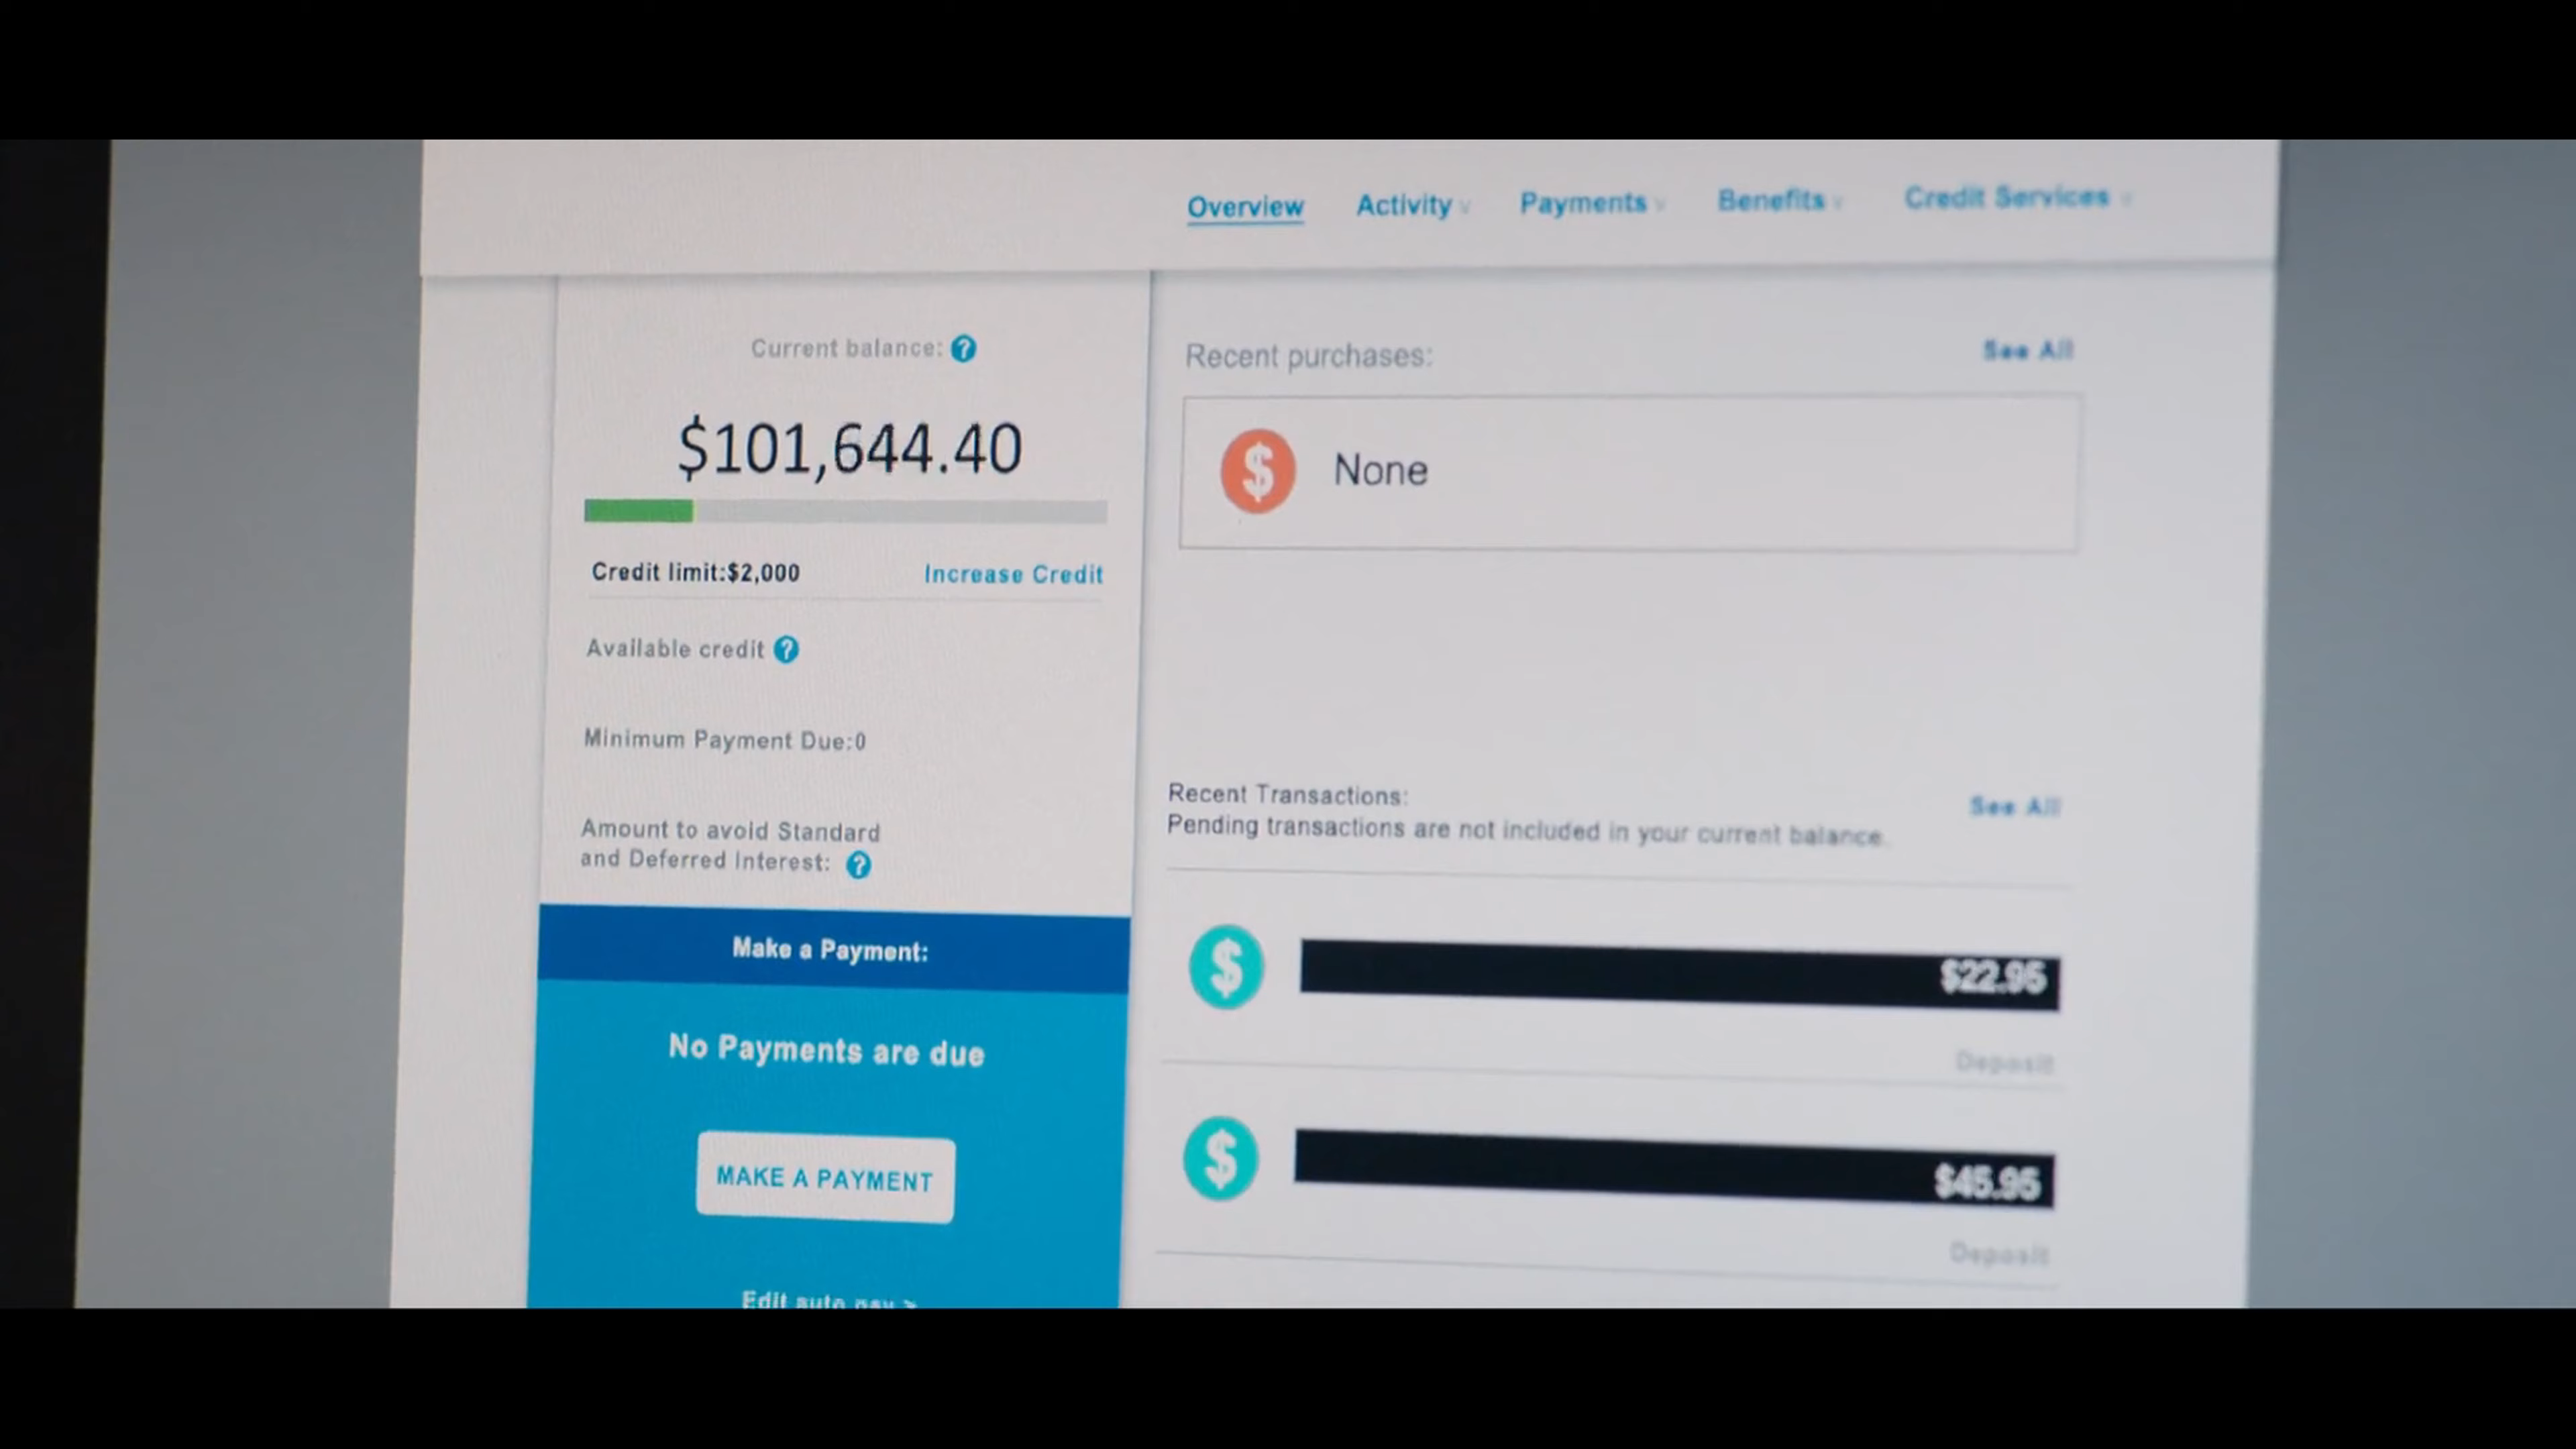 Overview Activity Payments Benefits Credit Services
Current balance: ?
$101,644.40
Credit limit:$2,000 Increase Credit
Available credit ?
Minimum Payment Due:0
Amount to avoid Standard
and Deferred Interest: ?
Make a Payment:
No Payments are due
MAKE A PAYMENT
Edit auto pay >
Recent purchases: See All
$ None
Recent Transactions: See All
Pending transactions are not included in your current balance.
$ $22.95
Deposit
$ $45.95
Deposit